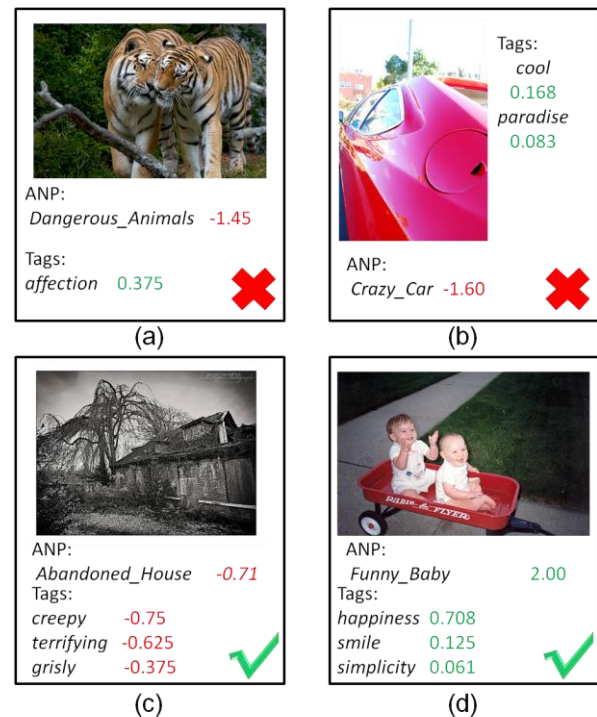 ANP:
Dangerous_Animals -1.45
Tags:
affection 0.375
(a)
Tags:
cool
0.168
paradise
0.083
ANP:
Crazy_Car -1.60
(b)
ANP:
Abandoned_House -0.71
Tags:
creepy -0.75
terrifying -0.625
grisly -0.375
(c)
RADIO FLYER
ANP:
Funny_Baby 2.00
Tags:
happiness 0.708
smile 0.125
simplicity 0.061
(d)